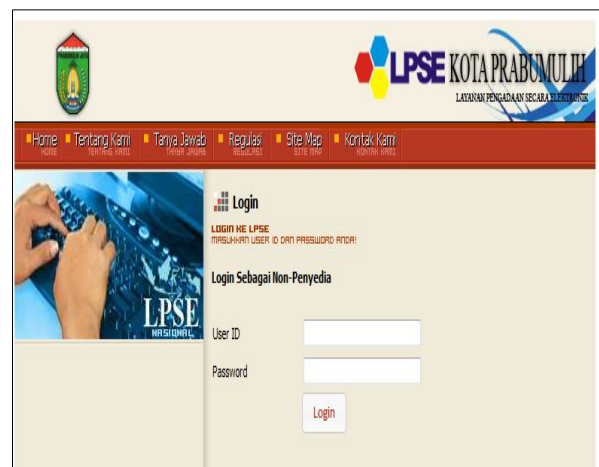 LPSE KOTA PRABUMULIH
LAYANAN PENGADAAN SECARA ELEKTRONIK
Home Tentang Kami Tanya Jawab Regulasi Site Map Kontak Kami
HOME TENTANG KAMI TANYA JAWAB REGULASI SITE MAP KONTAK KAMI
Login
LOGIN KE LPSE
MASUKKAN USER ID DAN PASSWORD ANDA!
Login Sebagai Non-Penyedia
LPSE
NASIONAL
User ID
Password
Login